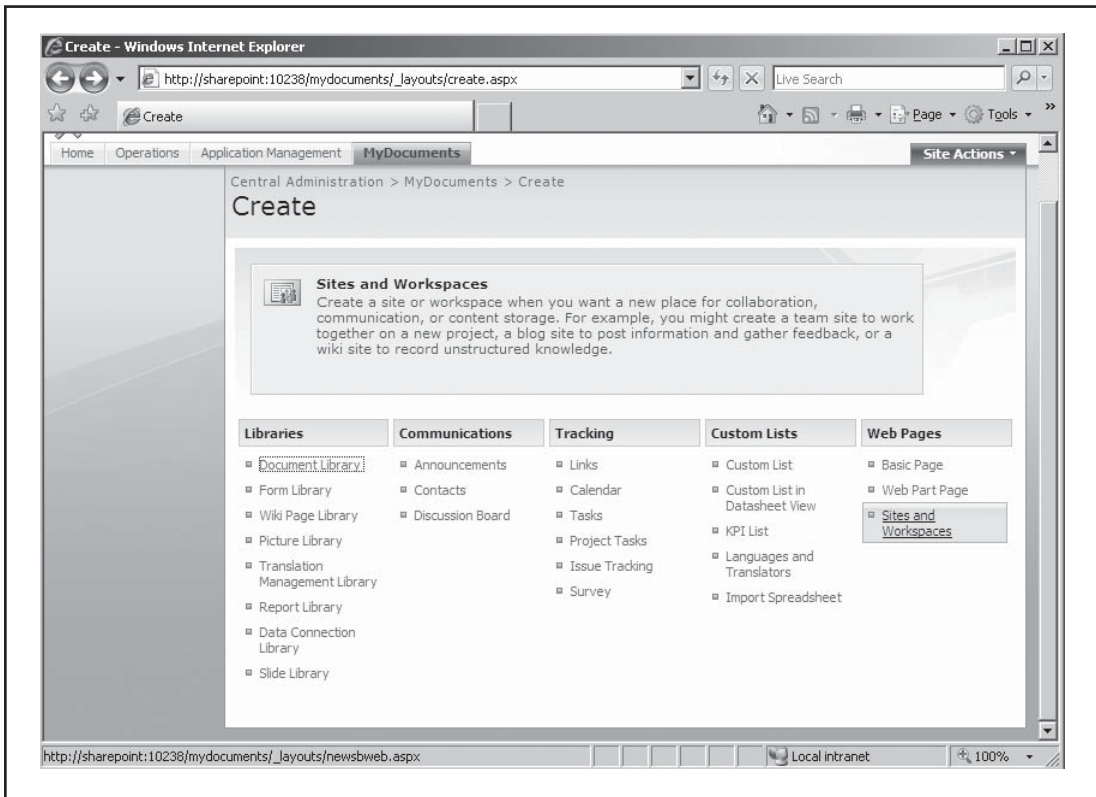 Create - Windows Internet Explorer
http://sharepoint:10238/mydocuments/_layouts/create.aspx
Live Search
Create
Page
Tools
Home Operations Application Management MyDocuments
Site Actions
Central Administration > MyDocuments > Create
Create
Sites and Workspaces
Create a site or workspace when you want a new place for collaboration,
communication, or content storage. For example, you might create a team site to work
together on a new project, a blog site to post information and gather feedback, or a
wiki site to record unstructured knowledge.
Libraries
Document Library
Form Library
Wiki Page Library
Picture Library
Translation
Management Library
Report Library
Data Connection
Library
Slide Library
Communications
Announcements
Contacts
Discussion Board
Tracking
Links
Calendar
Tasks
Project Tasks
Issue Tracking
Survey
Custom Lists
Custom List
Custom List in
Datasheet View
KPI List
Languages and
Translators
Import Spreadsheet
Web Pages
Basic Page
Web Part Page
Sites and
Workspaces
http://sharepoint:10238/mydocuments/_layouts/newsbweb.aspx
Local intranet
100%